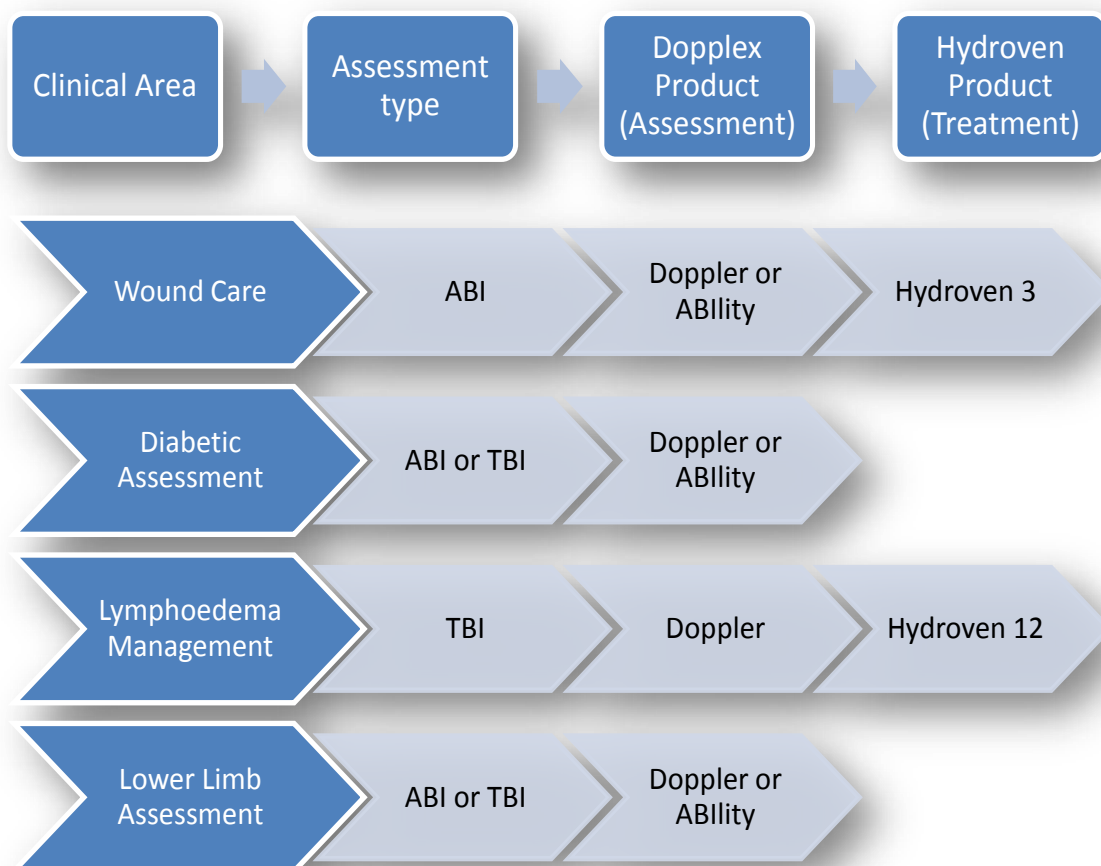 Clinical Area
Assessment
type
Dopplex
Product
(Assessment)
Hydroven
Product
(Treatment)
Wound Care
ABI
Doppler or
ABIlity
Hydroven 3
Diabetic
Assessment
ABI or TBI
Doppler or
ABIlity
Lymphoedema
Management
TBI
Doppler
Hydroven 12
Lower Limb
Assessment
ABI or TBI
Doppler or
ABIlity